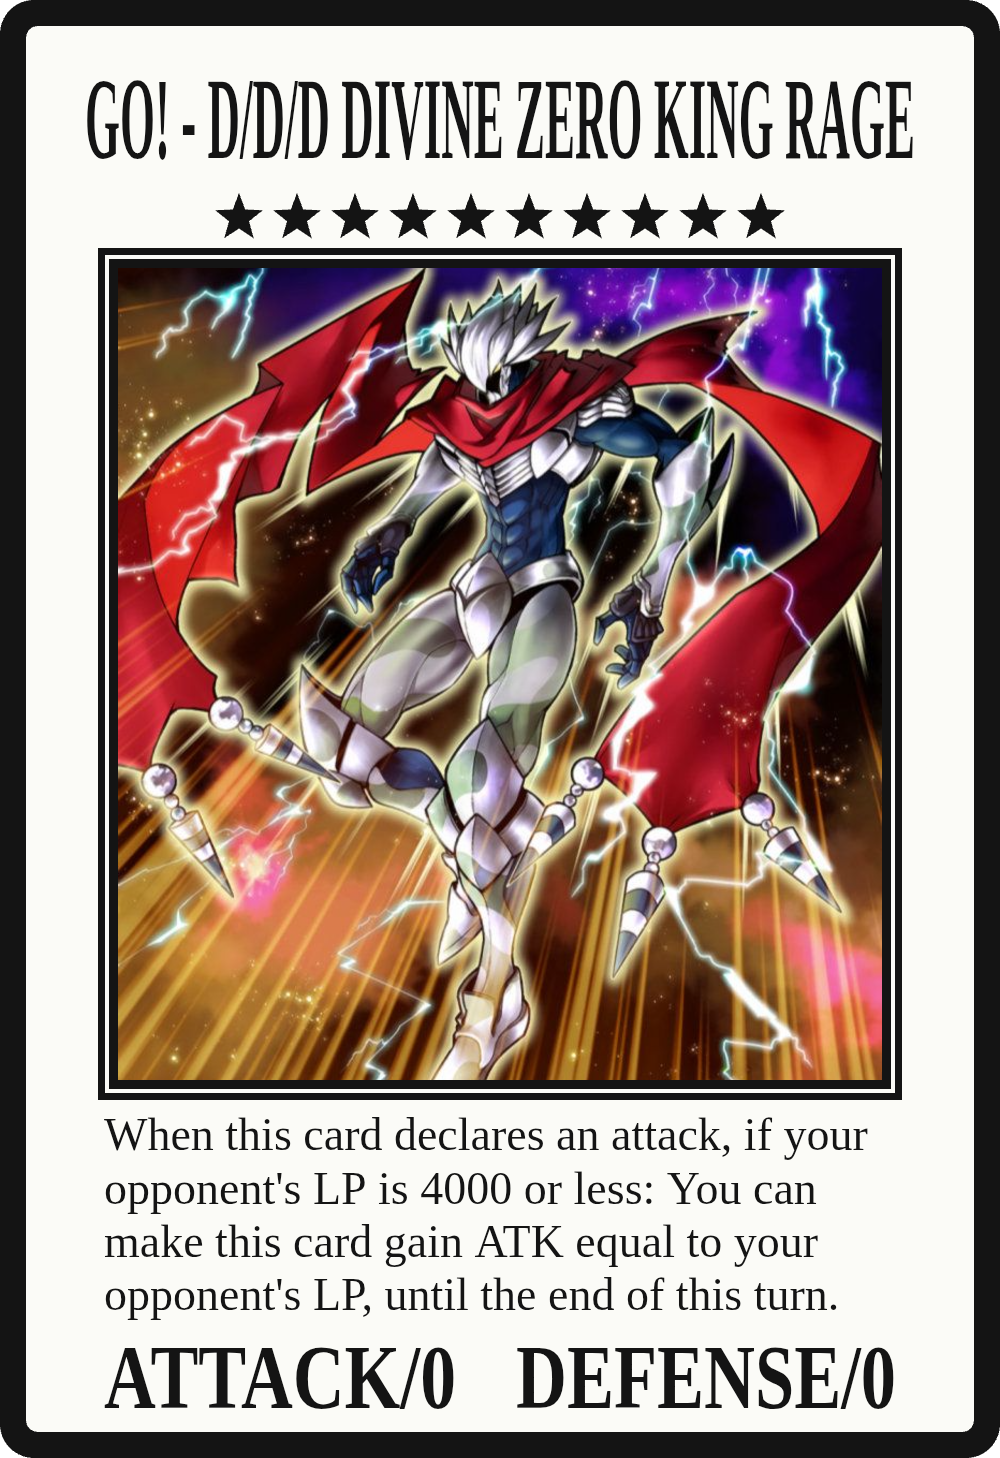 GO! - D/D/D DIVINE ZERO KING RAGE
When this card declares an attack, if your
opponent's LP is 4000 or less: You can
make this card gain ATK equal to your
opponent's LP, until the end of this turn.
ATTACK/0 DEFENSE/0